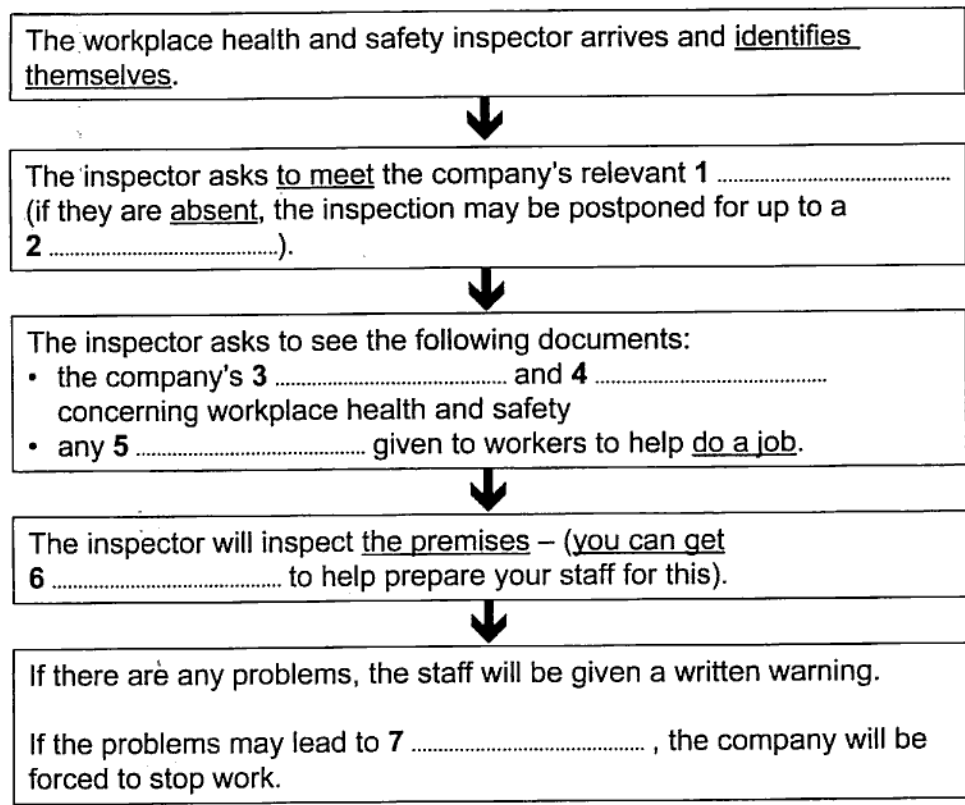 The workplace health and safety inspector arrives and identifies
themselves.
The inspector asks to meet the company's relevant 1 ........................................
(if they are absent, the inspection may be postponed for up to a
2 ........................................).
The inspector asks to see the following documents:
• the company's 3 ........................................ and 4 ........................................
concerning workplace health and safety
• any 5 ........................................ given to workers to help do a job.
The inspector will inspect the premises – (you can get
6 ........................................ to help prepare your staff for this).
If there are any problems, the staff will be given a written warning.
If the problems may lead to 7 ........................................ , the company will be
forced to stop work.